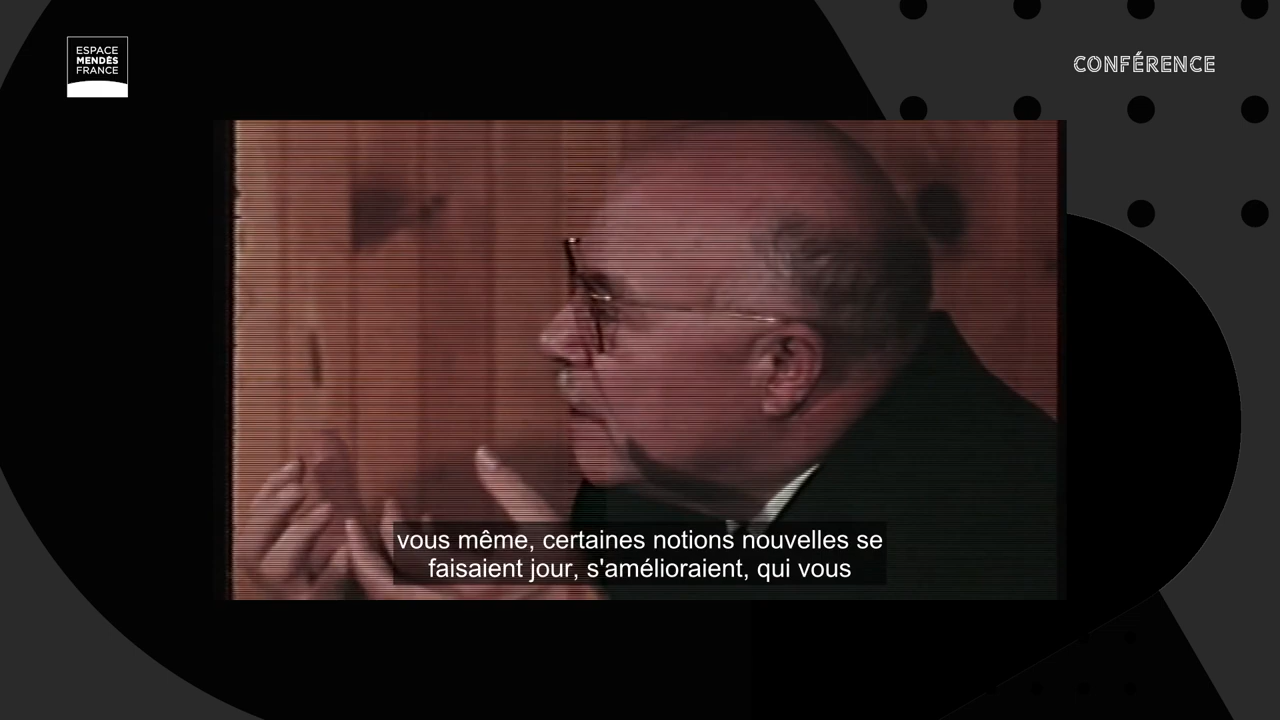 ESPACE
MENDÈS
FRANCE
CONFÉRENCE
vous même, certaines notions nouvelles se
faisaient jour, s'amélioraient, qui vous